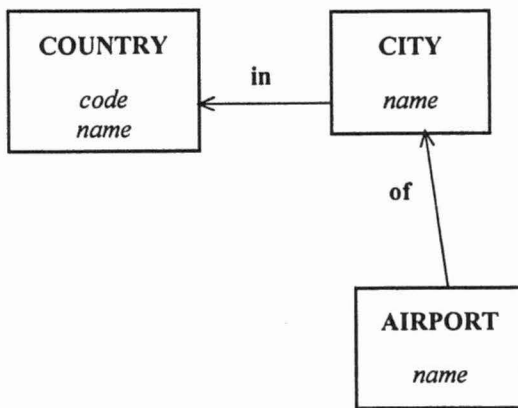 COUNTRY
code
name
in
CITY
name
of
AIRPORT
name